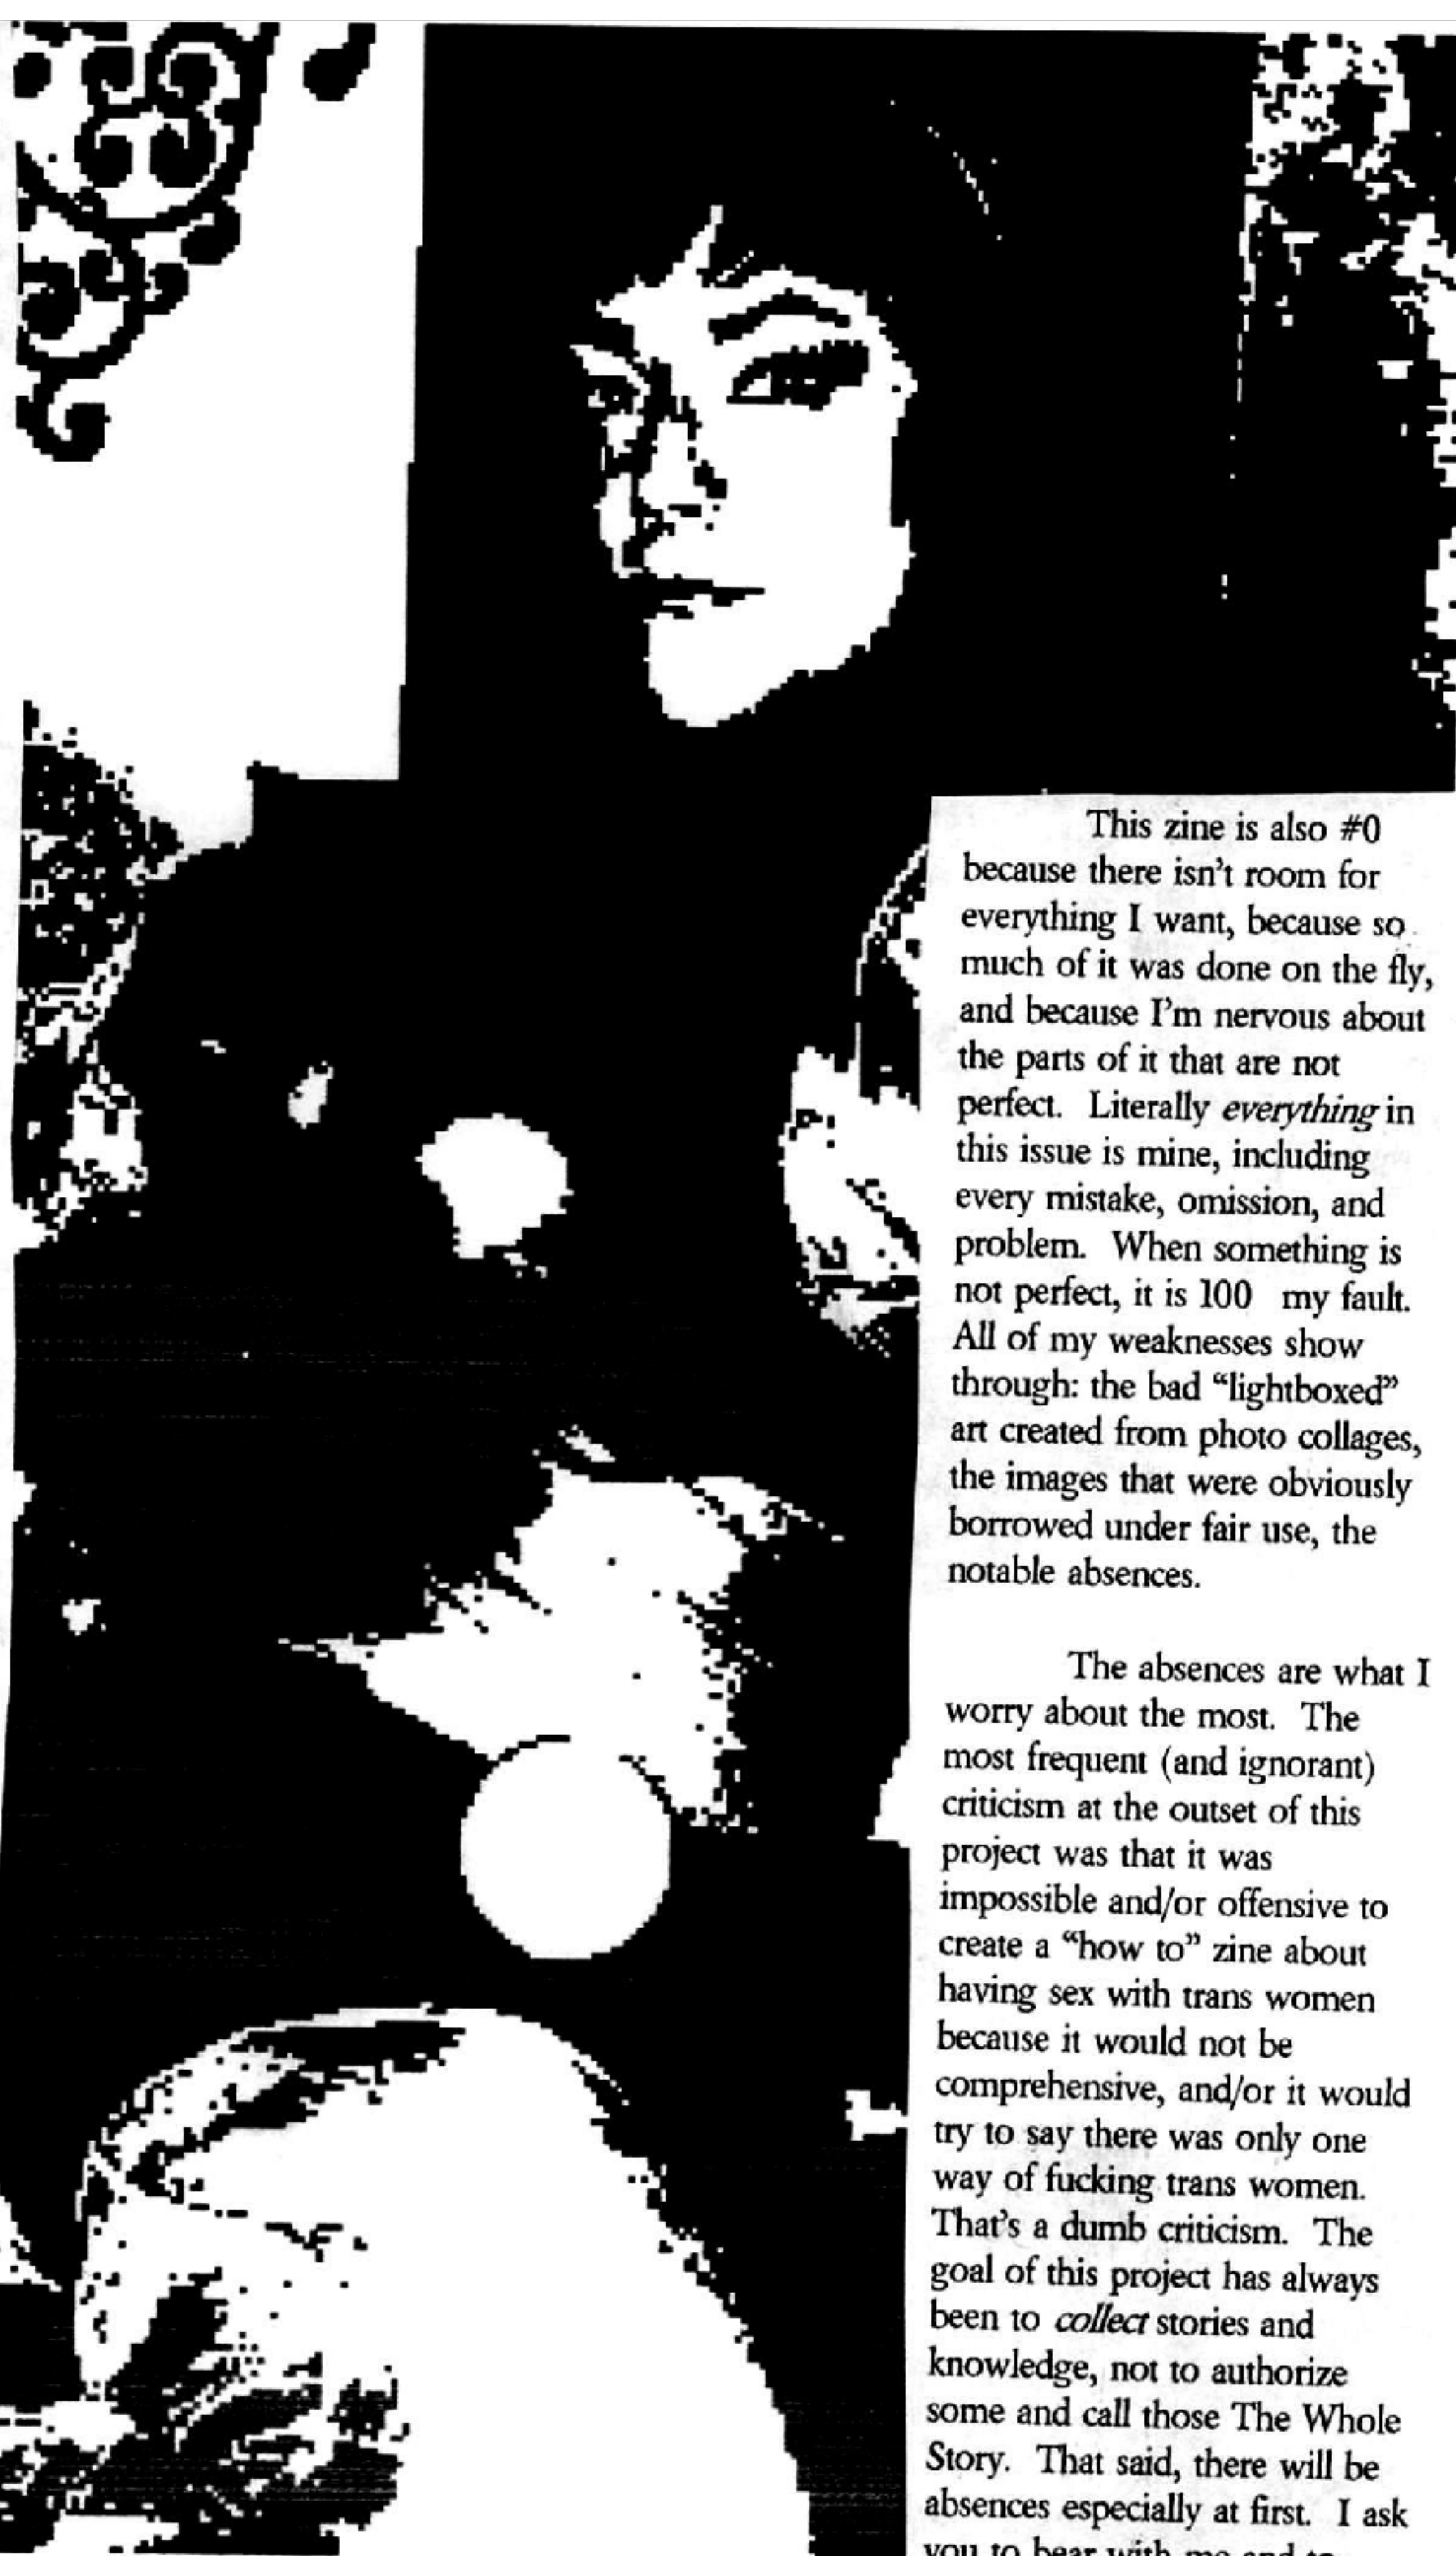 This zine is also #0
because there isn't room for
everything I want, because so
much of it was done on the fly,
and because I'm nervous about
the parts of it that are not
perfect. Literally everything in
this issue is mine, including
every mistake, omission, and
problem. When something is
not perfect, it is 100 my fault.
All of my weaknesses show
through: the bad “lightboxed”
art created from photo collages,
the images that were obviously
borrowed under fair use, the
notable absences.
The absences are what I
worry about the most. The
most frequent (and ignorant)
criticism at the outset of this
project was that it was
impossible and/or offensive to
create a “how to” zine about
having sex with trans women
because it would not be
comprehensive, and/or it would
try to say there was only one
way of fucking trans women.
That's a dumb criticism. The
goal of this project has always
been to collect stories and
knowledge, not to authorize
some and call those The Whole
Story. That said, there will be
absences especially at first. I ask
you to bear with me and to